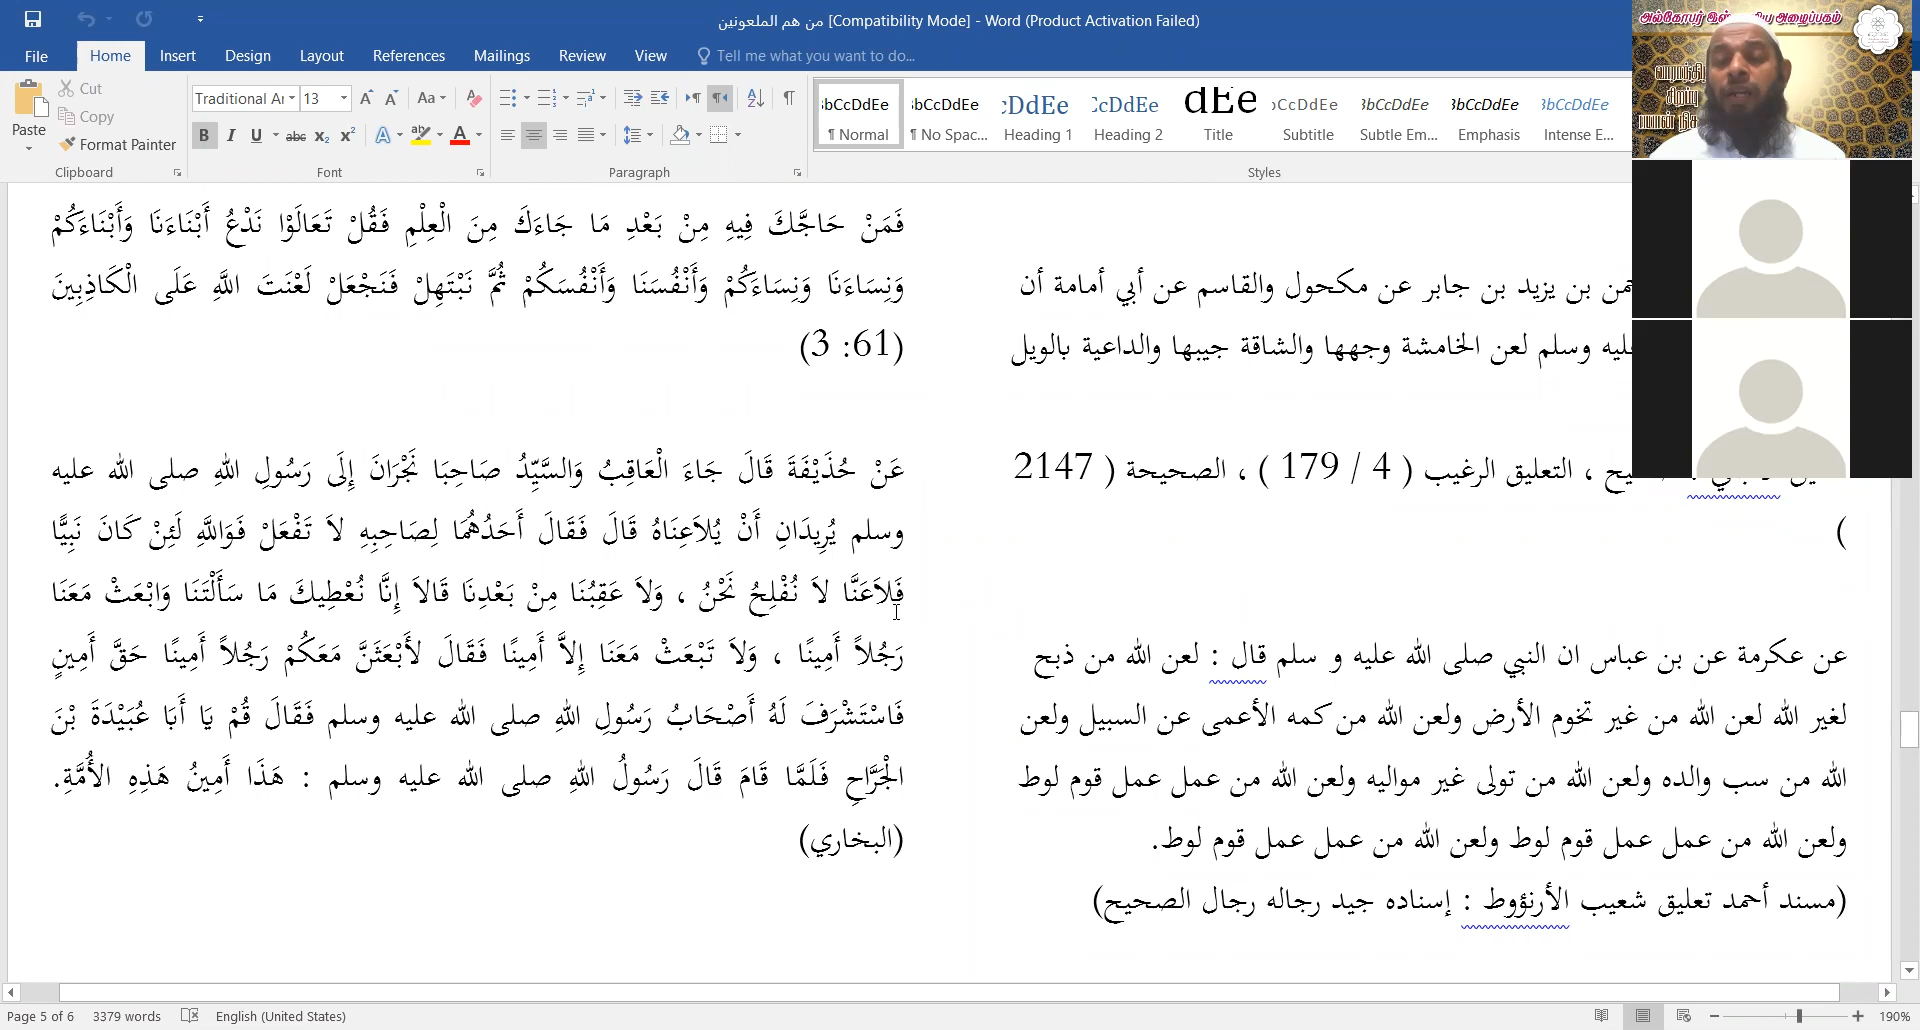 من هم الملعونين [Compatibility Mode] - Word (Product Activation Failed)
File Home Insert Design Layout References Mailings Review View Tell me what you want to do...
Paste
Cut
Copy
Format Painter
Clipboard
Traditional Ar 13
Font
Paragraph
¶ Normal
¶ No Spac...
Heading 1
Heading 2
Title
Subtitle
Subtle Em...
Emphasis
Intense E...
Styles
من بن يزيد بن جابر عن مكحول والقاسم عن أبي أمامة أن
عليه وسلم لعن الخامشة وجهها والشاقة جيبها والداعية بالويل
، التعليق الرغيب ( 4 / 179 ) ، الصحيحة ( 2147
)
عن عكرمة عن بن عباس ان النبي صلى الله عليه و سلم قال : لعن الله من ذبح
لغير الله لعن الله من غير تخوم الأرض ولعن الله من كمه الأعمى عن السبيل ولعن
الله من سب والده ولعن الله من تولى غير مواليه ولعن الله من عمل عمل قوم لوط
ولعن الله من عمل عمل قوم لوط ولعن الله من عمل عمل قوم لوط.
(مسند أحمد تعليق شعيب الأرنؤوط : إسناده جيد رجاله رجال الصحيح)
فَمَنْ حَاجَّكَ فِيهِ مِنْ بَعْدِ مَا جَاءَكَ مِنَ الْعِلْمِ فَقُلْ تَعَالَوْا نَدْعُ أَبْنَاءَنَا وَأَبْنَاءَكُمْ
وَنِسَاءَنَا وَنِسَاءَكُمْ وَأَنْفُسَنَا وَأَنْفُسَكُمْ ثُمَّ نَبْتَهِلْ فَنَجْعَلْ لَعْنَتَ اللَّهِ عَلَى الْكَاذِبِينَ
(61: 3)
عَنْ حُذَيْفَةَ قَالَ جَاءَ الْعَاقِبُ وَالسَّيِّدُ صَاحِبَا نَجْرَانَ إِلَى رَسُولِ اللهِ صلى الله عليه
وسلم يُرِيدَانِ أَنْ يُلاَعِنَاهُ قَالَ فَقَالَ أَحَدُهُمَا لِصَاحِبِهِ لاَ تَفْعَلْ فَوَاللَّهِ لَئِنْ كَانَ نَبِيًّا
فَلاَعَنَّا لاَ نُفْلِحُ نَحْنُ ، وَلاَ عَقِبُنَا مِنْ بَعْدِنَا قَالاَ إِنَّا نُعْطِيكَ مَا سَأَلْتَنَا وَابْعَثْ مَعَنَا
رَجُلاً أَمِينًا ، وَلاَ تَبْعَثْ مَعَنَا إِلاَّ أَمِينًا فَقَالَ لأَبْعَثَنَّ مَعَكُمْ رَجُلاً أَمِينًا حَقَّ أَمِينٍ
فَاسْتَشْرَفَ لَهُ أَصْحَابُ رَسُولِ اللهِ صلى الله عليه وسلم فَقَالَ قُمْ يَا أَبَا عُبَيْدَةَ بْنَ
الْجَرَّاحِ فَلَمَّا قَامَ قَالَ رَسُولُ اللهِ صلى الله عليه وسلم : هَذَا أَمِينُ هَذِهِ الأُمَّةِ.
(البخاري)
Page 5 of 6 3379 words English (United States) 190%